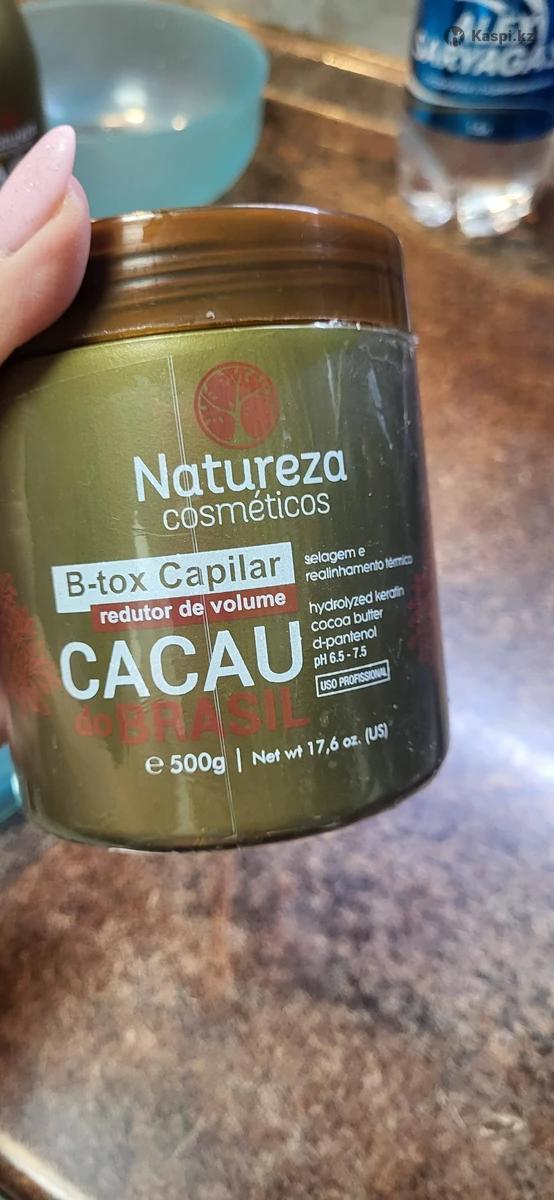 Kaspi.kz
SARYAGA
Natureza
cosméticos
B-tox Capilar
redutor de volume
selagem e
realinhamento térmico
hydrolyzed keratin
cocoa butter
d-pantenol
pH 6.5 - 7.5
USO PROFISSIONAL
CACAU
do BRASIL
e 500g | Net wt 17,6 oz. (US)